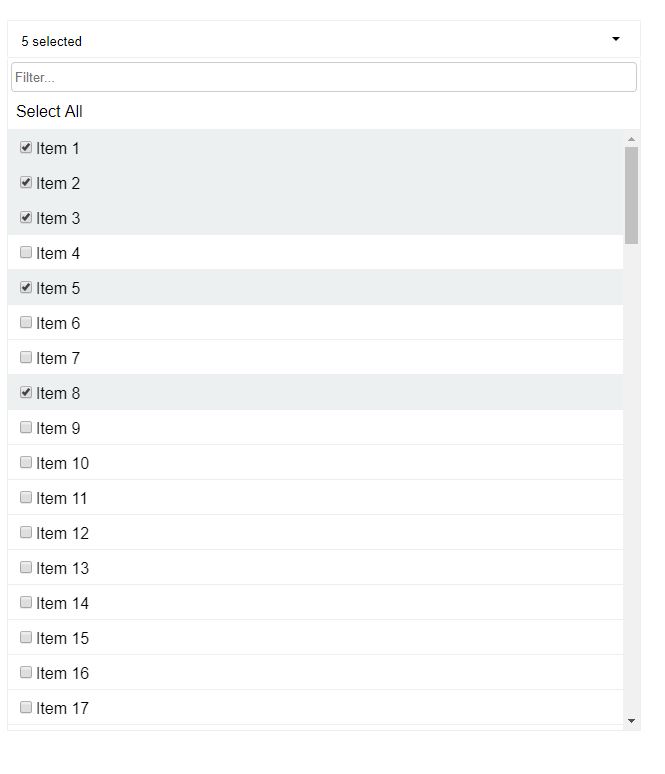 5 selected
Filter...
Select All
Item 1
Item 2
Item 3
Item 4
Item 5
Item 6
Item 7
Item 8
Item 9
Item 10
Item 11
Item 12
Item 13
Item 14
Item 15
Item 16
Item 17